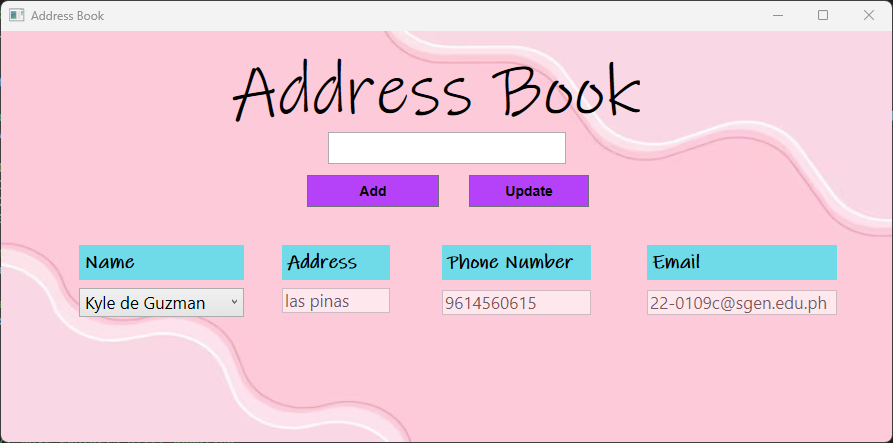 Address Book
Address Book
Add Update
Name Address Phone Number Email
Kyle de Guzman las pinas 9614560615 22-0109c@sgen.edu.ph